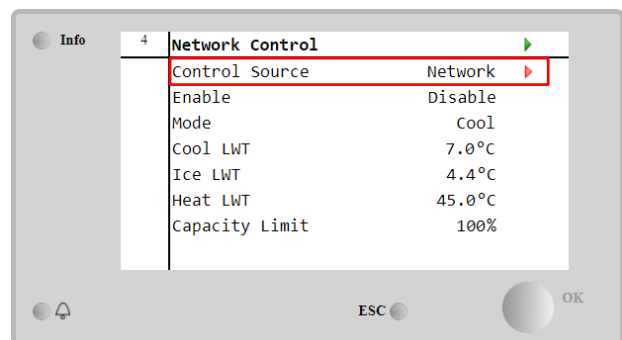 Info
4 Network Control
Control Source Network
Enable Disable
Mode Cool
Cool LWT 7.0°C
Ice LWT 4.4°C
Heat LWT 45.0°C
Capacity Limit 100%
ESC
OK